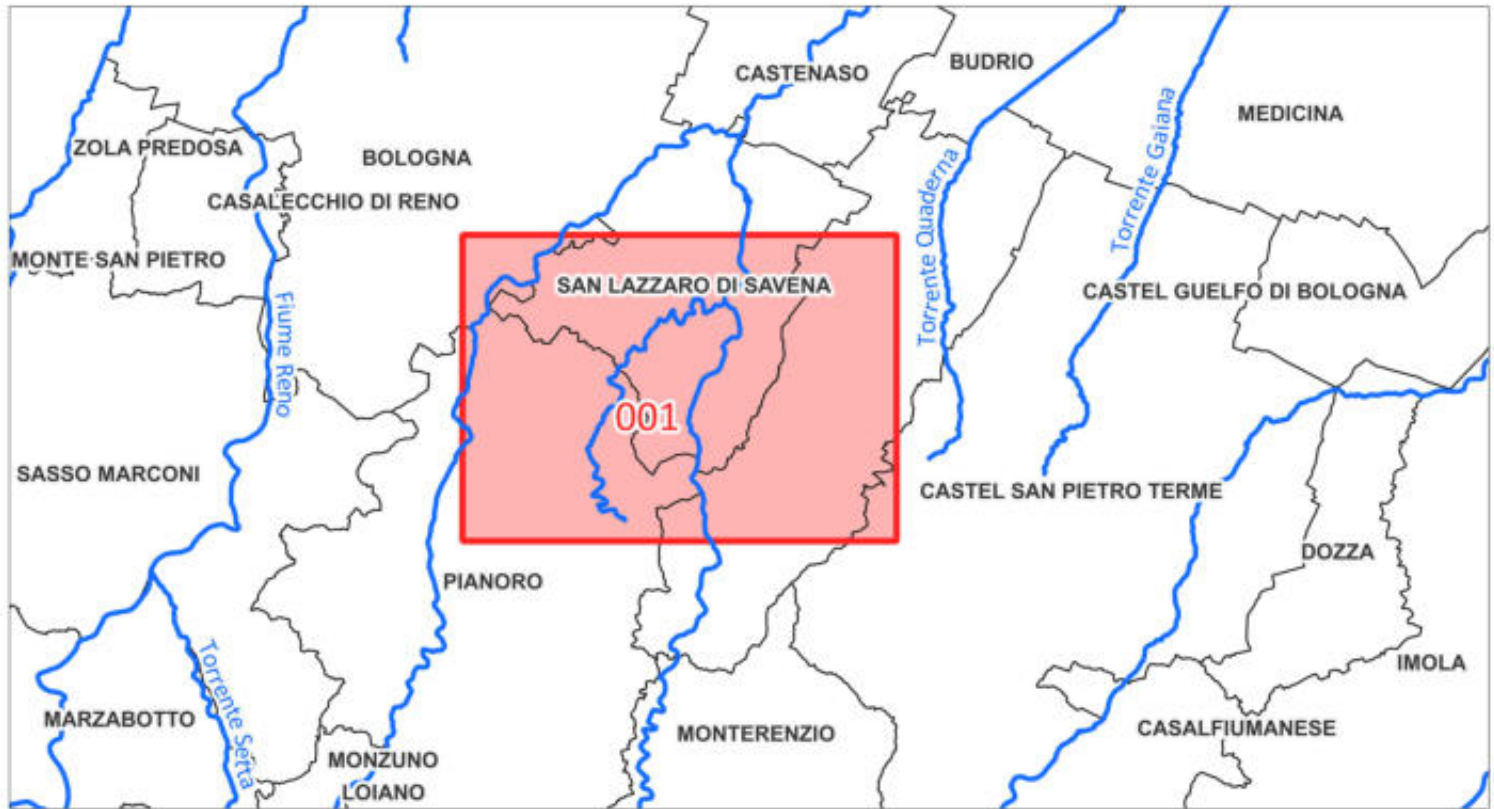 CASTENASO
BUDRIO
MEDICINA
ZOLA PREDOSA
BOLOGNA
CASALECCHIO DI RENO
Torrente Quaderna
Torrente Gaiana
MONTE SAN PIETRO
SAN LAZZARO DI SAVENA
CASTEL GUELFO DI BOLOGNA
Fiume Reno
001
SASSO MARCONI
CASTEL SAN PIETRO TERME
DOZZA
PIANORO
IMOLA
Torrente Setta
MARZABOTTO
MONTERENZIO
CASALFIUMANESE
MONZUNO
LOIANO